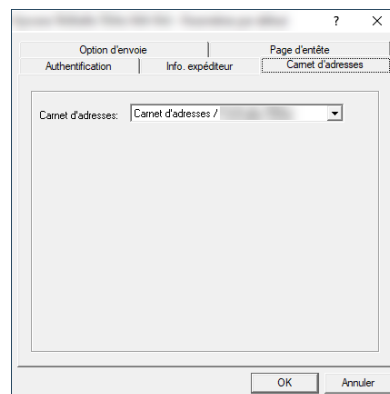 ?
Option d'envoie
Page d'entête
Authentification
Info. expéditeur
Carnet d'adresses
Carnet d'adresses:
Carnet d'adresses /
OK
Annuler